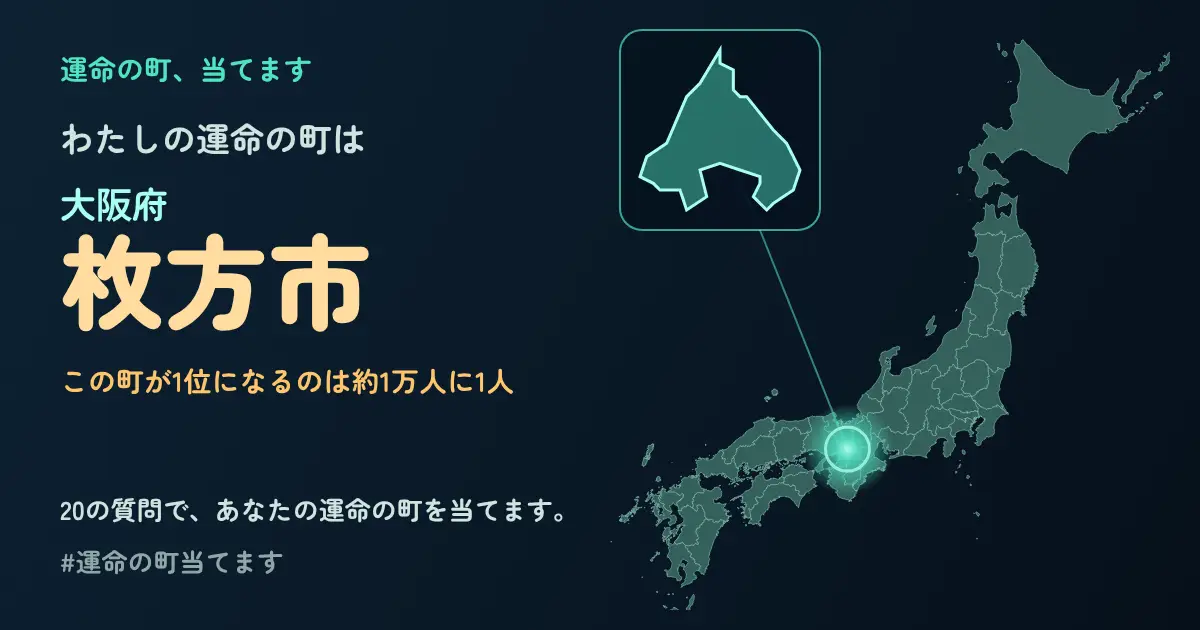 運命の町、当てます
わたしの運命の町は
大阪府
枚方市
この町が1位になるのは約1万人に1人
20の質問で、あなたの運命の町を当てます。
#運命の町当てます